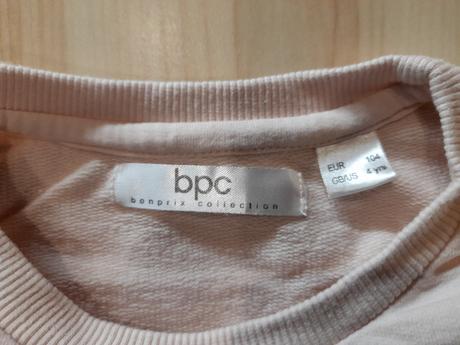 bpc
bonprix collection
EUR 104
GB/US 4 yrs